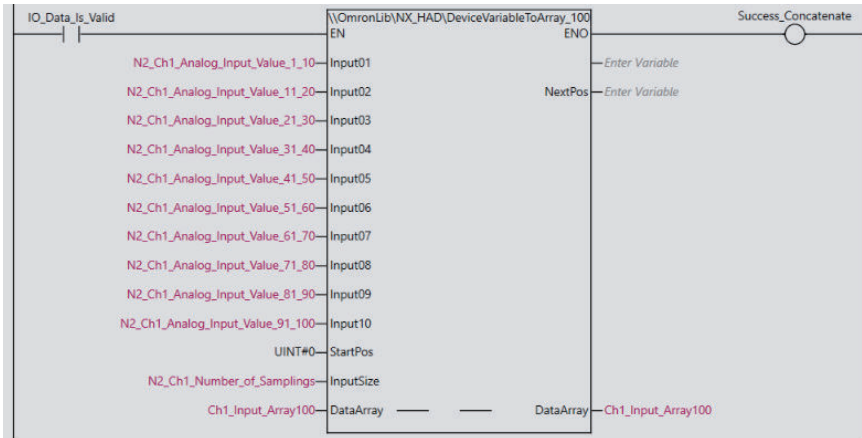 IO_Data_Is_Valid \\OmronLib\NX_HAD\DeviceVariableToArray_100 Success_Concatenate
EN ENO
N2_Ch1_Analog_Input_Value_1_10 Input01 Enter Variable
N2_Ch1_Analog_Input_Value_11_20 Input02 NextPos Enter Variable
N2_Ch1_Analog_Input_Value_21_30 Input03
N2_Ch1_Analog_Input_Value_31_40 Input04
N2_Ch1_Analog_Input_Value_41_50 Input05
N2_Ch1_Analog_Input_Value_51_60 Input06
N2_Ch1_Analog_Input_Value_61_70 Input07
N2_Ch1_Analog_Input_Value_71_80 Input08
N2_Ch1_Analog_Input_Value_81_90 Input09
N2_Ch1_Analog_Input_Value_91_100 Input10
UINT#0 StartPos
N2_Ch1_Number_of_Samplings InputSize
Ch1_Input_Array100 DataArray DataArray Ch1_Input_Array100